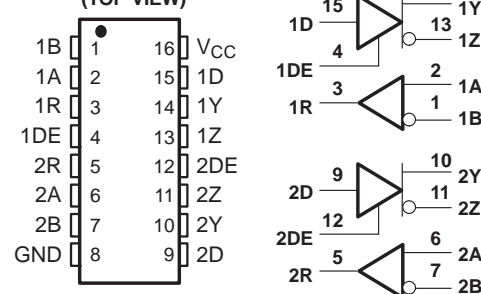 (TOP VIEW)
1B 1 16 VCC
1A 2 15 1D
1R 3 14 1Y
1DE 4 13 1Z
2R 5 12 2DE
2A 6 11 2Z
2B 7 10 2Y
GND 8 9 2D
15 1Y
1D 13
4 1Z
1DE
3 2 1A
1R 1
1B
9 10 2Y
2D 11
12 2Z
2DE
5 6 2A
2R 7
2B